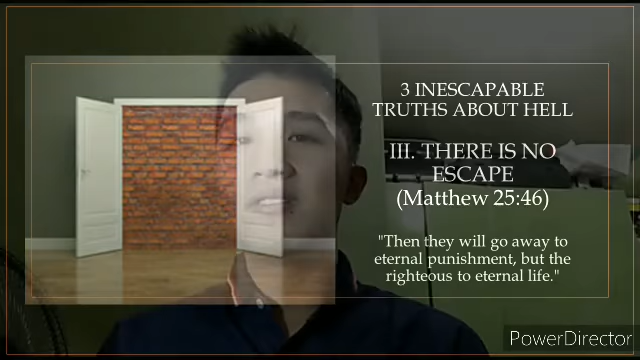 3 INESCAPABLE
TRUTHS ABOUT HELL
III. THERE IS NO
ESCAPE
(Matthew 25:46)
"Then they will go away to
eternal punishment, but the
righteous to eternal life."
PowerDirector